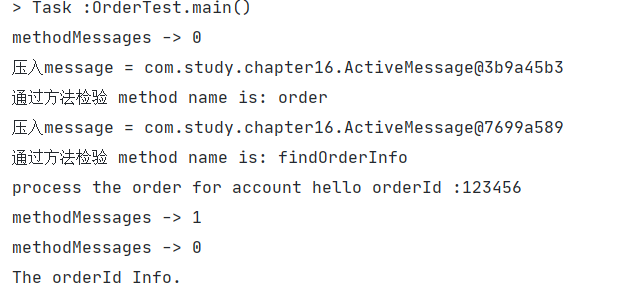 > Task :OrderTest.main()
methodMessages -> 0
压入message = com.study.chapter16.ActiveMessage@3b9a45b3
通过方法检验 method name is: order
压入message = com.study.chapter16.ActiveMessage@7699a589
通过方法检验 method name is: findOrderInfo
process the order for account hello orderId :123456
methodMessages -> 1
methodMessages -> 0
The orderId Info.